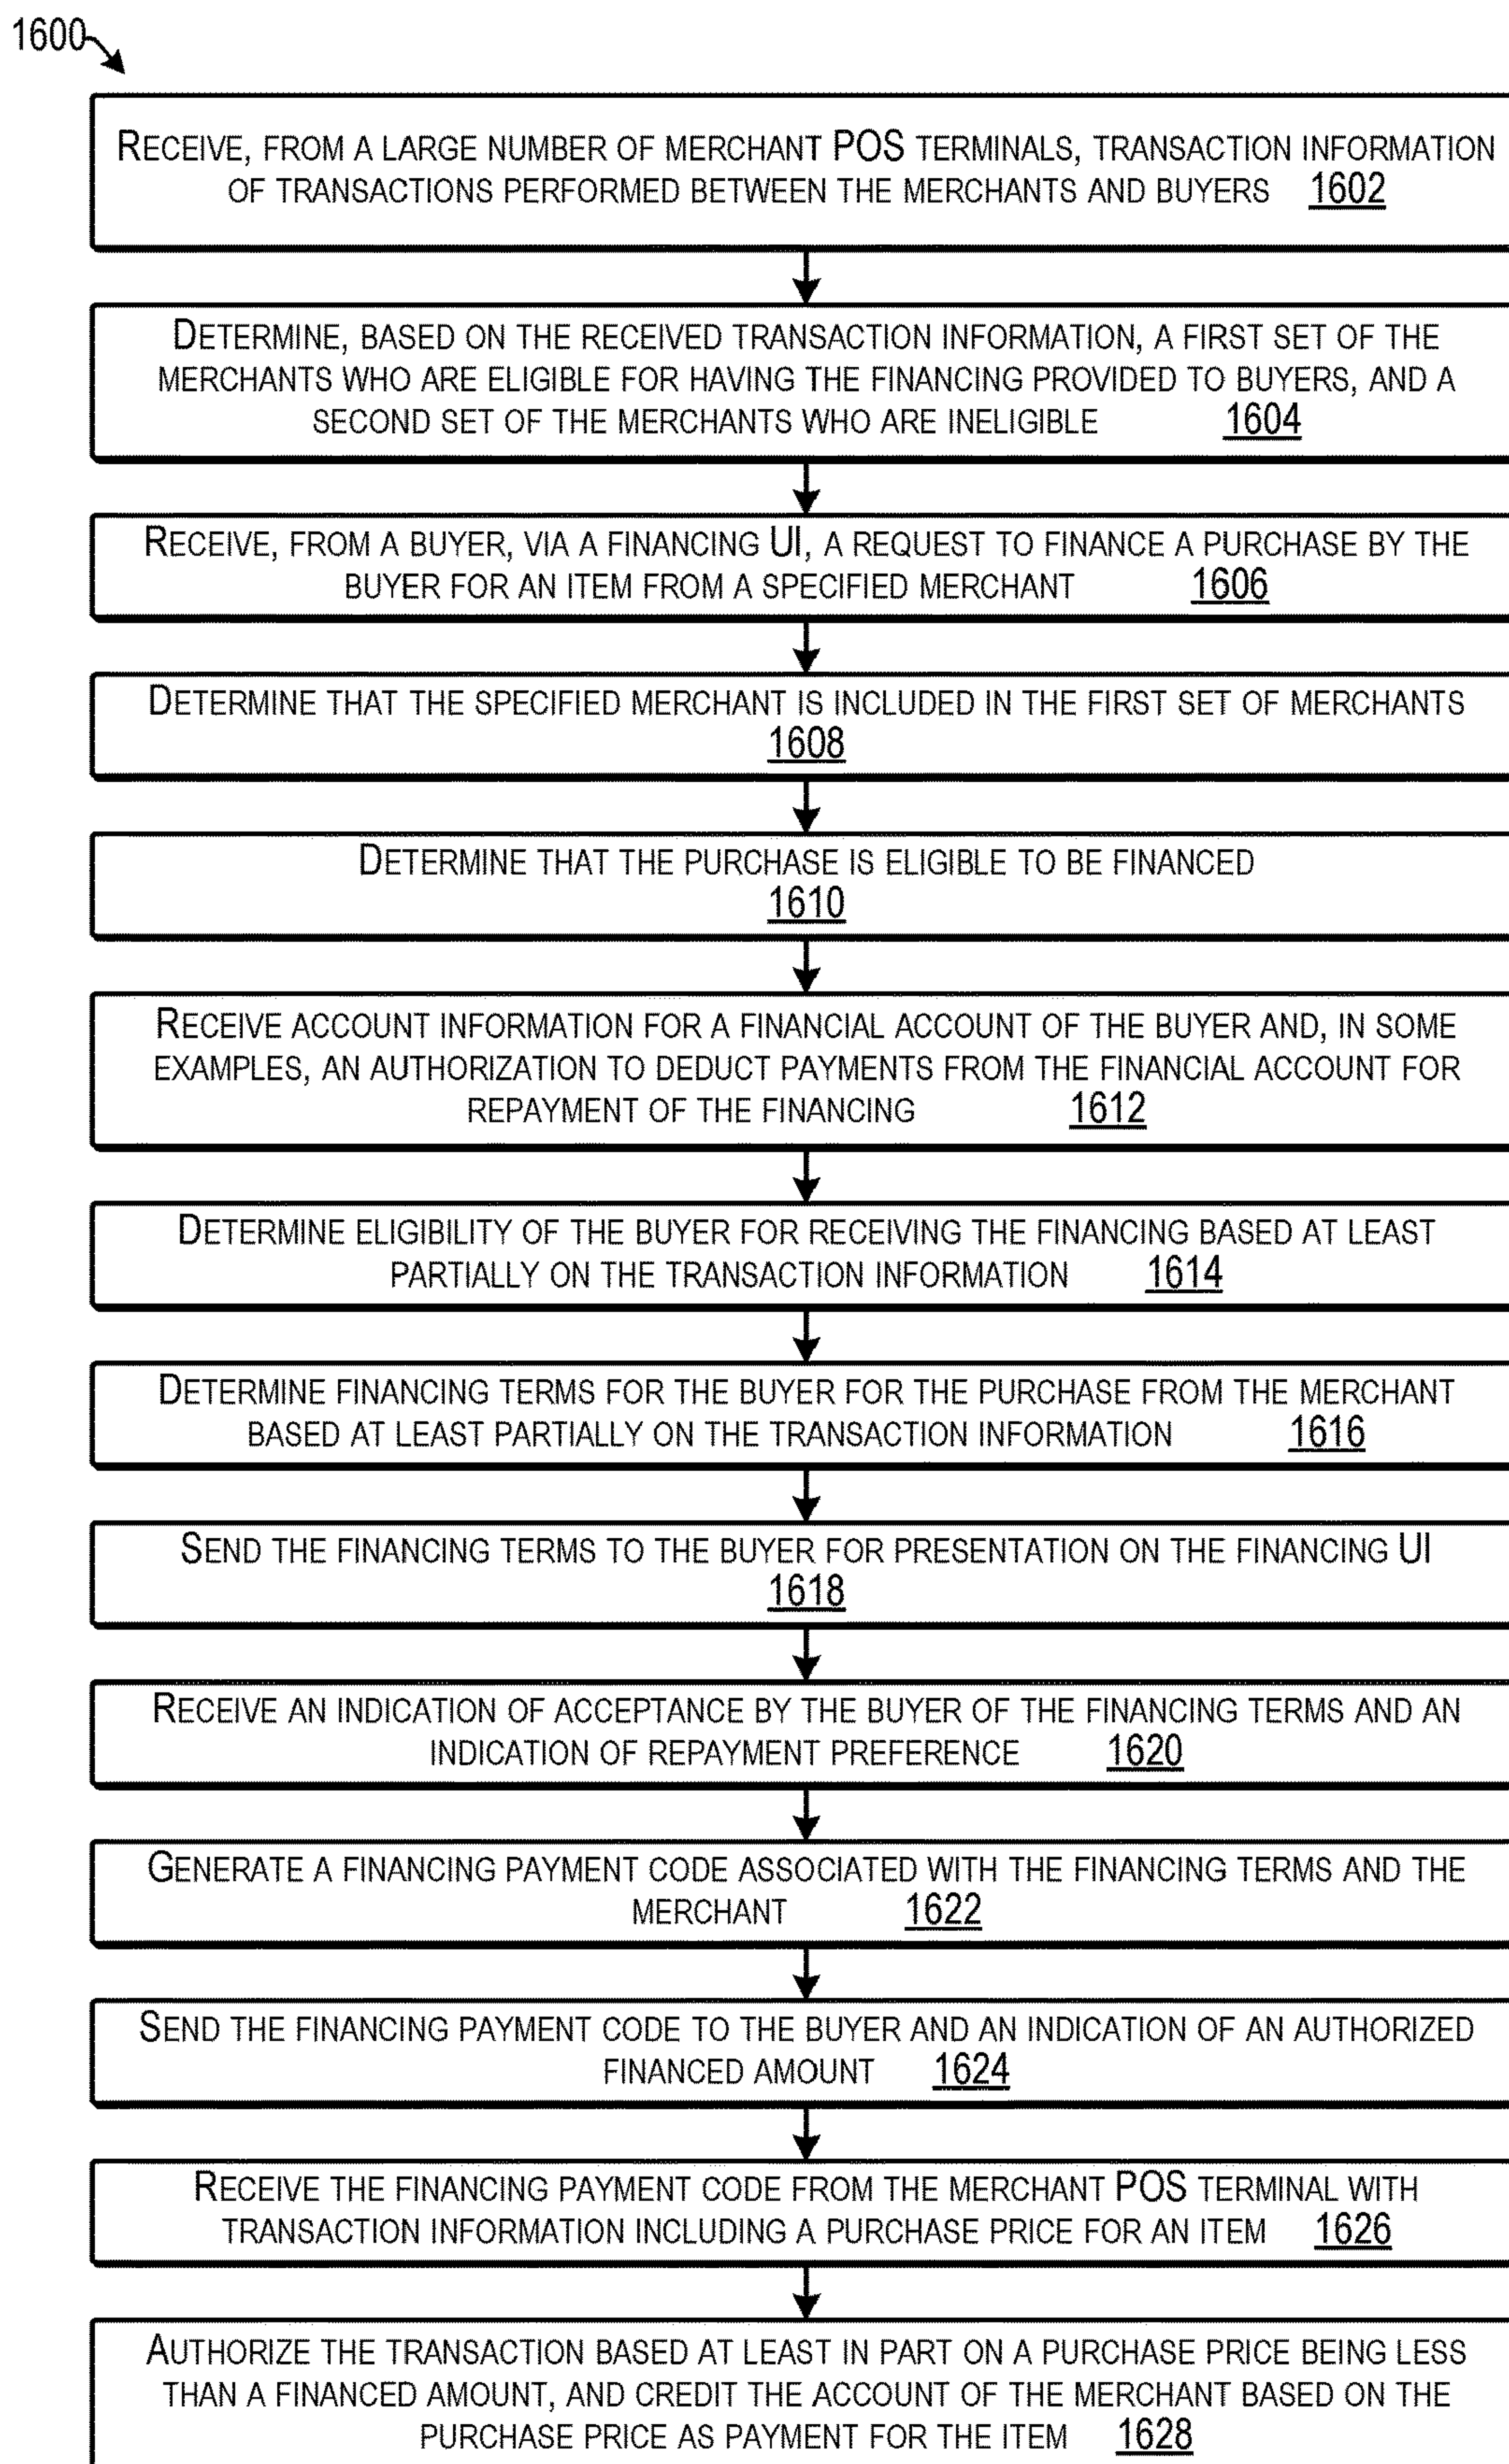 1600
RECEIVE, FROM A LARGE NUMBER OF MERCHANT POS TERMINALS, TRANSACTION INFORMATION
OF TRANSACTIONS PERFORMED BETWEEN THE MERCHANTS AND BUYERS 1602
DETERMINE, BASED ON THE RECEIVED TRANSACTION INFORMATION, A FIRST SET OF THE
MERCHANTS WHO ARE ELIGIBLE FOR HAVING THE FINANCING PROVIDED TO BUYERS, AND A
SECOND SET OF THE MERCHANTS WHO ARE INELIGIBLE 1604
RECEIVE, FROM A BUYER, VIA A FINANCING UI, A REQUEST TO FINANCE A PURCHASE BY THE
BUYER FOR AN ITEM FROM A SPECIFIED MERCHANT 1606
DETERMINE THAT THE SPECIFIED MERCHANT IS INCLUDED IN THE FIRST SET OF MERCHANTS
1608
DETERMINE THAT THE PURCHASE IS ELIGIBLE TO BE FINANCED
1610
RECEIVE ACCOUNT INFORMATION FOR A FINANCIAL ACCOUNT OF THE BUYER AND, IN SOME
EXAMPLES, AN AUTHORIZATION TO DEDUCT PAYMENTS FROM THE FINANCIAL ACCOUNT FOR
REPAYMENT OF THE FINANCING 1612
DETERMINE ELIGIBILITY OF THE BUYER FOR RECEIVING THE FINANCING BASED AT LEAST
PARTIALLY ON THE TRANSACTION INFORMATION 1614
DETERMINE FINANCING TERMS FOR THE BUYER FOR THE PURCHASE FROM THE MERCHANT
BASED AT LEAST PARTIALLY ON THE TRANSACTION INFORMATION 1616
SEND THE FINANCING TERMS TO THE BUYER FOR PRESENTATION ON THE FINANCING UI
1618
RECEIVE AN INDICATION OF ACCEPTANCE BY THE BUYER OF THE FINANCING TERMS AND AN
INDICATION OF REPAYMENT PREFERENCE 1620
GENERATE A FINANCING PAYMENT CODE ASSOCIATED WITH THE FINANCING TERMS AND THE
MERCHANT 1622
SEND THE FINANCING PAYMENT CODE TO THE BUYER AND AN INDICATION OF AN AUTHORIZED
FINANCED AMOUNT 1624
RECEIVE THE FINANCING PAYMENT CODE FROM THE MERCHANT POS TERMINAL WITH
TRANSACTION INFORMATION INCLUDING A PURCHASE PRICE FOR AN ITEM 1626
AUTHORIZE THE TRANSACTION BASED AT LEAST IN PART ON A PURCHASE PRICE BEING LESS
THAN A FINANCED AMOUNT, AND CREDIT THE ACCOUNT OF THE MERCHANT BASED ON THE
PURCHASE PRICE AS PAYMENT FOR THE ITEM 1628